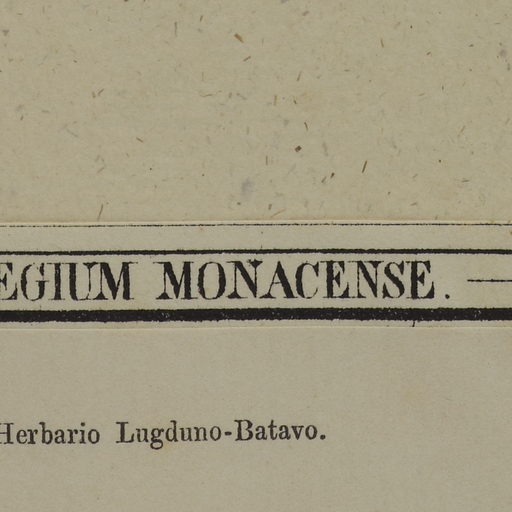 EGIUM MONACENSE. —
Herbario Lugduno-Batavo.